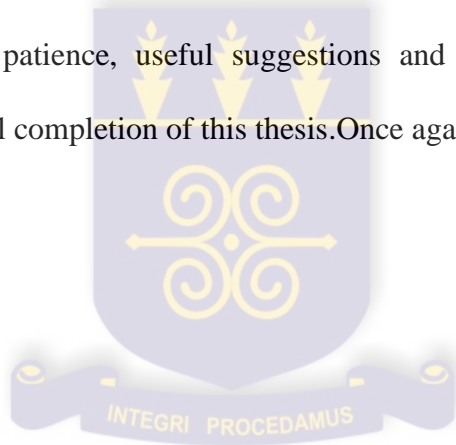 patience, useful suggestions and
l completion of this thesis.Once aga
INTEGRI PROCEDAMUS